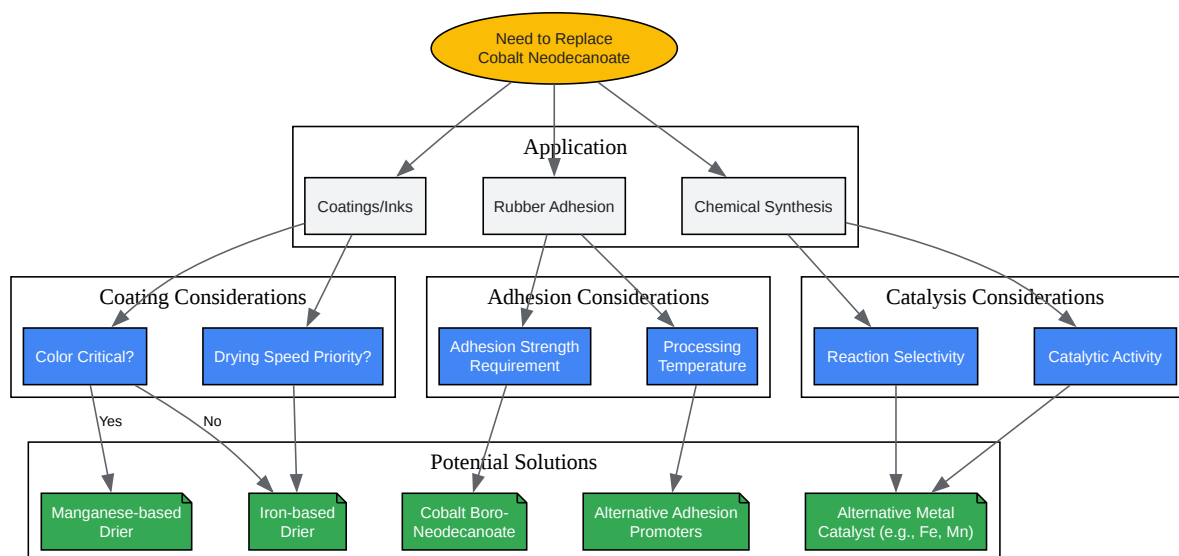 Need to Replace
Cobalt Neodecanoate
Application
Coatings/Inks
Rubber Adhesion
Chemical Synthesis
Coating Considerations
Adhesion Considerations
Catalysis Considerations
Color Critical?
Drying Speed Priority?
Adhesion Strength
Requirement
Processing
Temperature
Reaction Selectivity
Catalytic Activity
Yes
No
Potential Solutions
Manganese-based
Drier
Iron-based
Drier
Cobalt Boro-
Neodecanoate
Alternative Adhesion
Promoters
Alternative Metal
Catalyst (e.g., Fe, Mn)